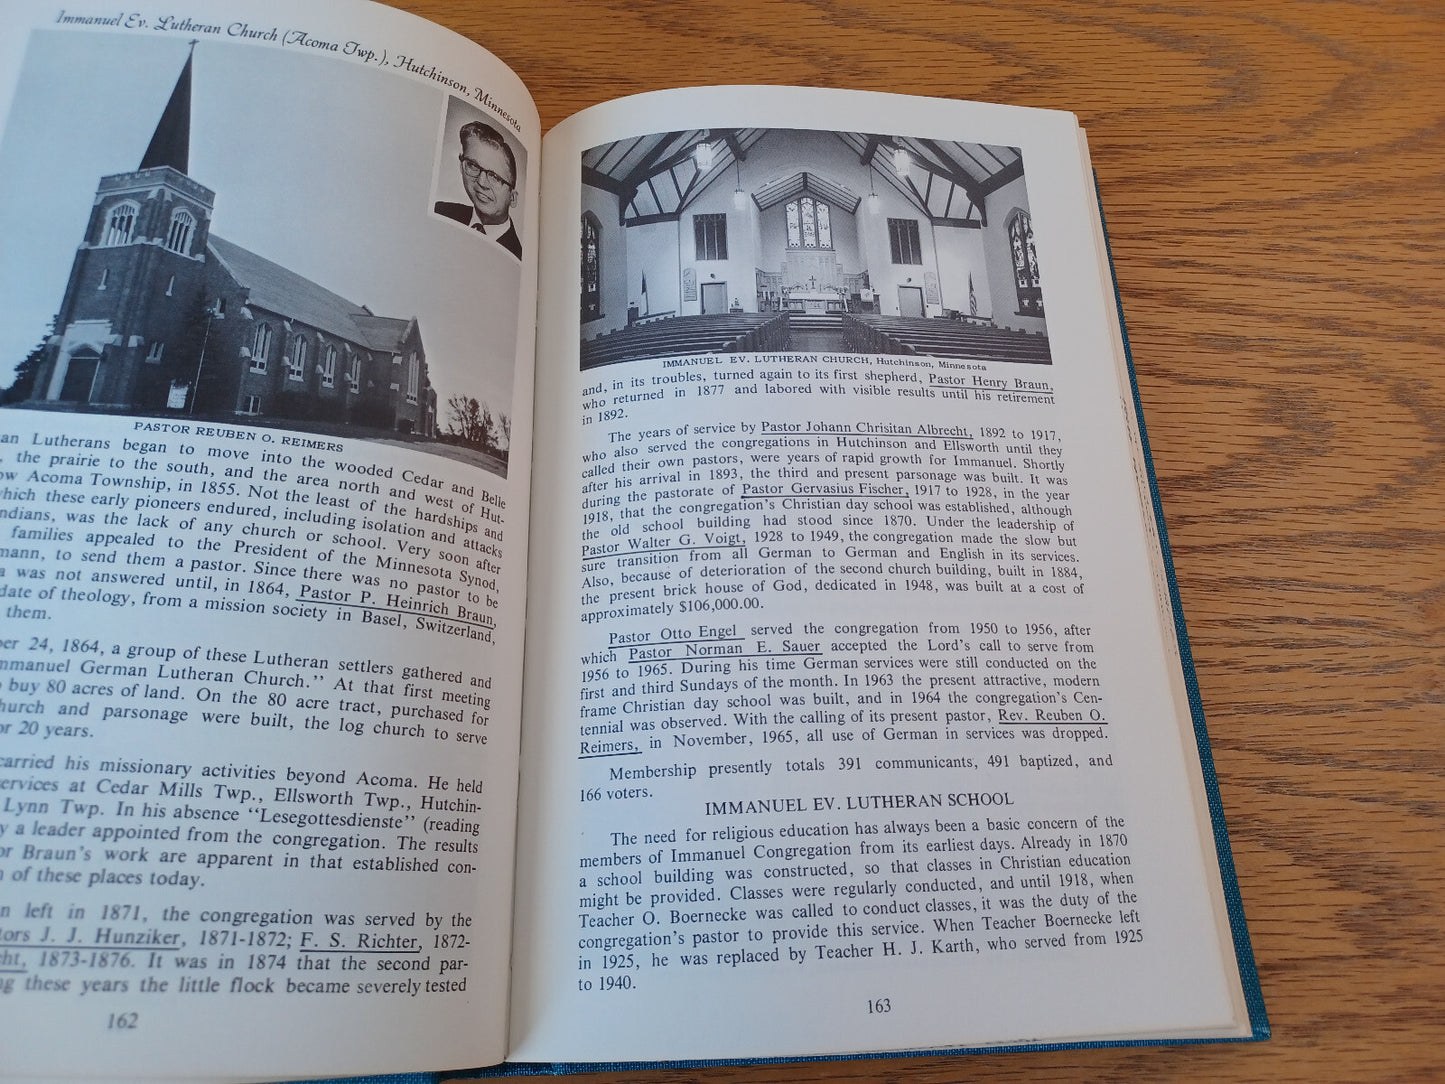 Immanuel Ev. Lutheran Church (Acoma Twp.), Hutchinson, Minnesota
PASTOR REUBEN O. REIMERS
an Lutherans began to move into the wooded Cedar and Belle
, the prairie to the south, and the area north and west of Hut-
ow Acoma Township, in 1855. Not the least of the hardships and
which these early pioneers endured, including isolation and attacks
ndians, was the lack of any church or school. Very soon after
families appealed to the President of the Minnesota Synod,
mann, to send them a pastor. Since there was no pastor to be
a was not answered until, in 1864, Pastor P. Heinrich Braun,
date of theology, from a mission society in Basel, Switzerland,
them.
ber 24, 1864, a group of these Lutheran settlers gathered and
mmanuel German Lutheran Church." At that first meeting
o buy 80 acres of land. On the 80 acre tract, purchased for
hurch and parsonage were built, the log church to serve
or 20 years.
carried his missionary activities beyond Acoma. He held
ervices at Cedar Mills Twp., Ellsworth Twp., Hutchin-
Lynn Twp. In his absence "Lesegottesdienste" (reading
y a leader appointed from the congregation. The results
or Braun's work are apparent in that established con-
n of these places today.
n left in 1871, the congregation was served by the
tors J. J. Hunziker, 1871-1872; F. S. Richter, 1872-
cht, 1873-1876. It was in 1874 that the second par-
ng these years the little flock became severely tested
162
IMMANUEL EV. LUTHERAN CHURCH, Hutchinson, Minnesota
and, in its troubles, turned again to its first shepherd, Pastor Henry Braun,
who returned in 1877 and labored with visible results until his retirement
in 1892.
The years of service by Pastor Johann Chrisitan Albrecht, 1892 to 1917,
who also served the congregations in Hutchinson and Ellsworth until they
called their own pastors, were years of rapid growth for Immanuel. Shortly
after his arrival in 1893, the third and present parsonage was built. It was
during the pastorate of Pastor Gervasius Fischer, 1917 to 1928, in the year
1918, that the congregation's Christian day school was established, although
the old school building had stood since 1870. Under the leadership of
Pastor Walter G. Voigt, 1928 to 1949, the congregation made the slow but
sure transition from all German to German and English in its services.
Also, because of deterioration of the second church building, built in 1884,
the present brick house of God, dedicated in 1948, was built at a cost of
approximately $106,000.00.
Pastor Otto Engel served the congregation from 1950 to 1956, after
which Pastor Norman E. Sauer accepted the Lord's call to serve from
1956 to 1965. During his time German services were still conducted on the
first and third Sundays of the month. In 1963 the present attractive, modern
frame Christian day school was built, and in 1964 the congregation's Cen-
tennial was observed. With the calling of its present pastor, Rev. Reuben O.
Reimers, in November, 1965, all use of German in services was dropped.
Membership presently totals 391 communicants, 491 baptized, and
166 voters.
IMMANUEL EV. LUTHERAN SCHOOL
The need for religious education has always been a basic concern of the
members of Immanuel Congregation from its earliest days. Already in 1870
a school building was constructed, so that classes in Christian education
might be provided. Classes were regularly conducted, and until 1918, when
Teacher O. Boernecke was called to conduct classes, it was the duty of the
congregation's pastor to provide this service. When Teacher Boernecke left
in 1925, he was replaced by Teacher H. J. Karth, who served from 1925
to 1940.
163